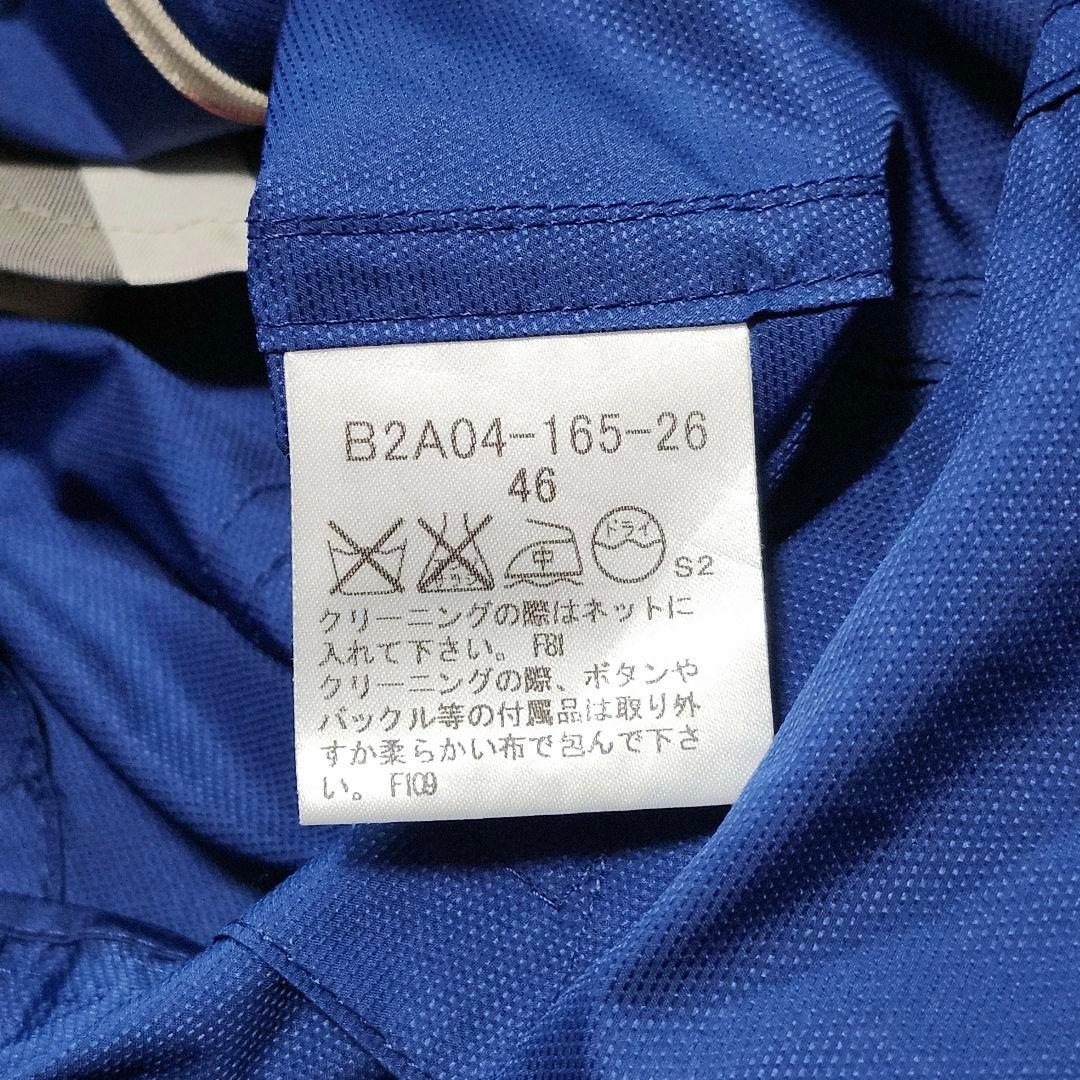 B2A04-165-26
46
中 ドライ S2
クリーニングの際はネットに
入れて下さい。 F81
クリーニングの際、ボタンや
バックル等の付属品は取り外
すか柔らかい布で包んで下さ
い。 F109